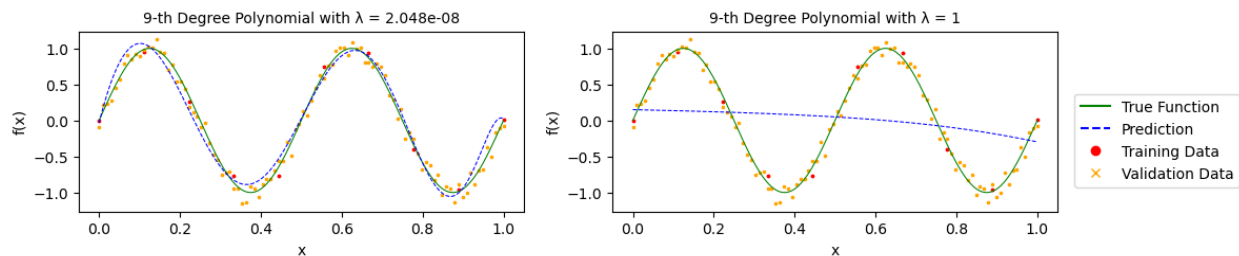 9-th Degree Polynomial with λ = 2.048e-08
1.0
0.5
0.0
−0.5
−1.0
f(x)
0.0 0.2 0.4 0.6 0.8 1.0
x
9-th Degree Polynomial with λ = 1
1.0
0.5
0.0
−0.5
−1.0
f(x)
0.0 0.2 0.4 0.6 0.8 1.0
x
True Function
Prediction
Training Data
Validation Data